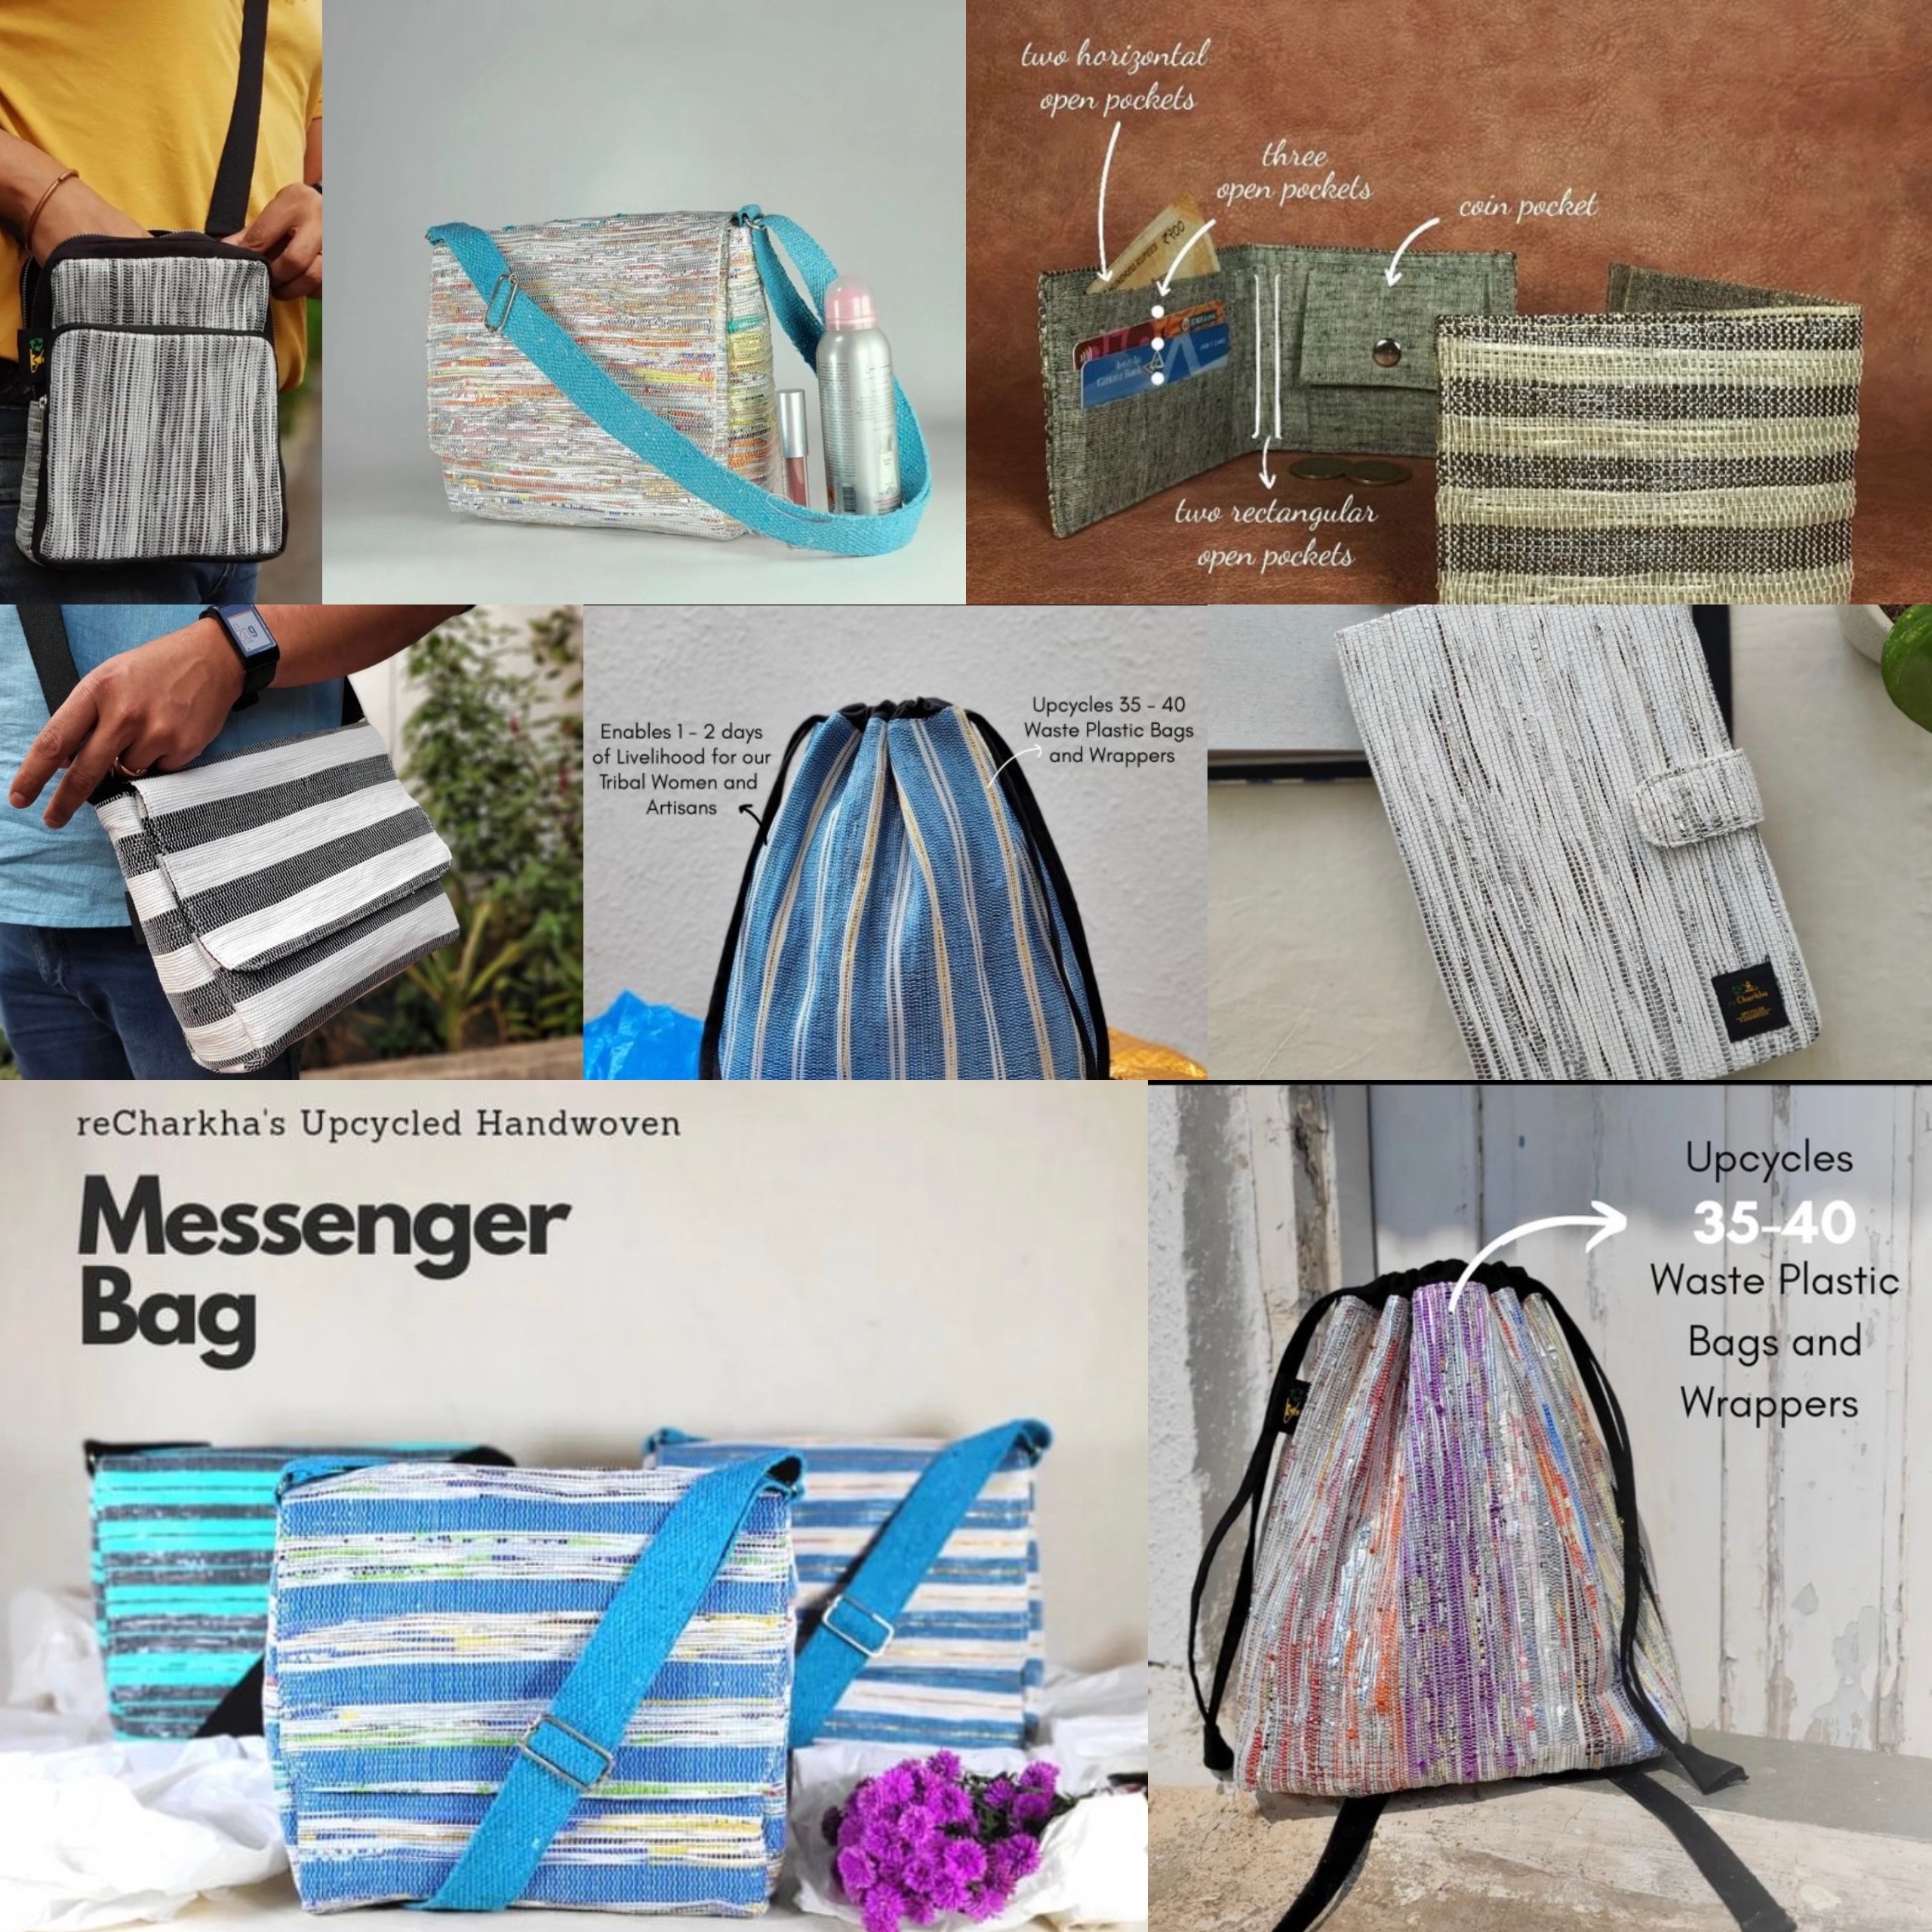 two horizontal
open pockets
three
open pockets
coin pocket
₹400
two rectangular
open pockets
Enables 1 - 2 days
of Livelihood for our
Tribal Women and
Artisans
Upcycles 35 - 40
Waste Plastic Bags
and Wrappers
Charkha
reCharkha's Upcycled Handwoven
Messenger
Bag
Upcycles
35-40
Waste Plastic
Bags and
Wrappers